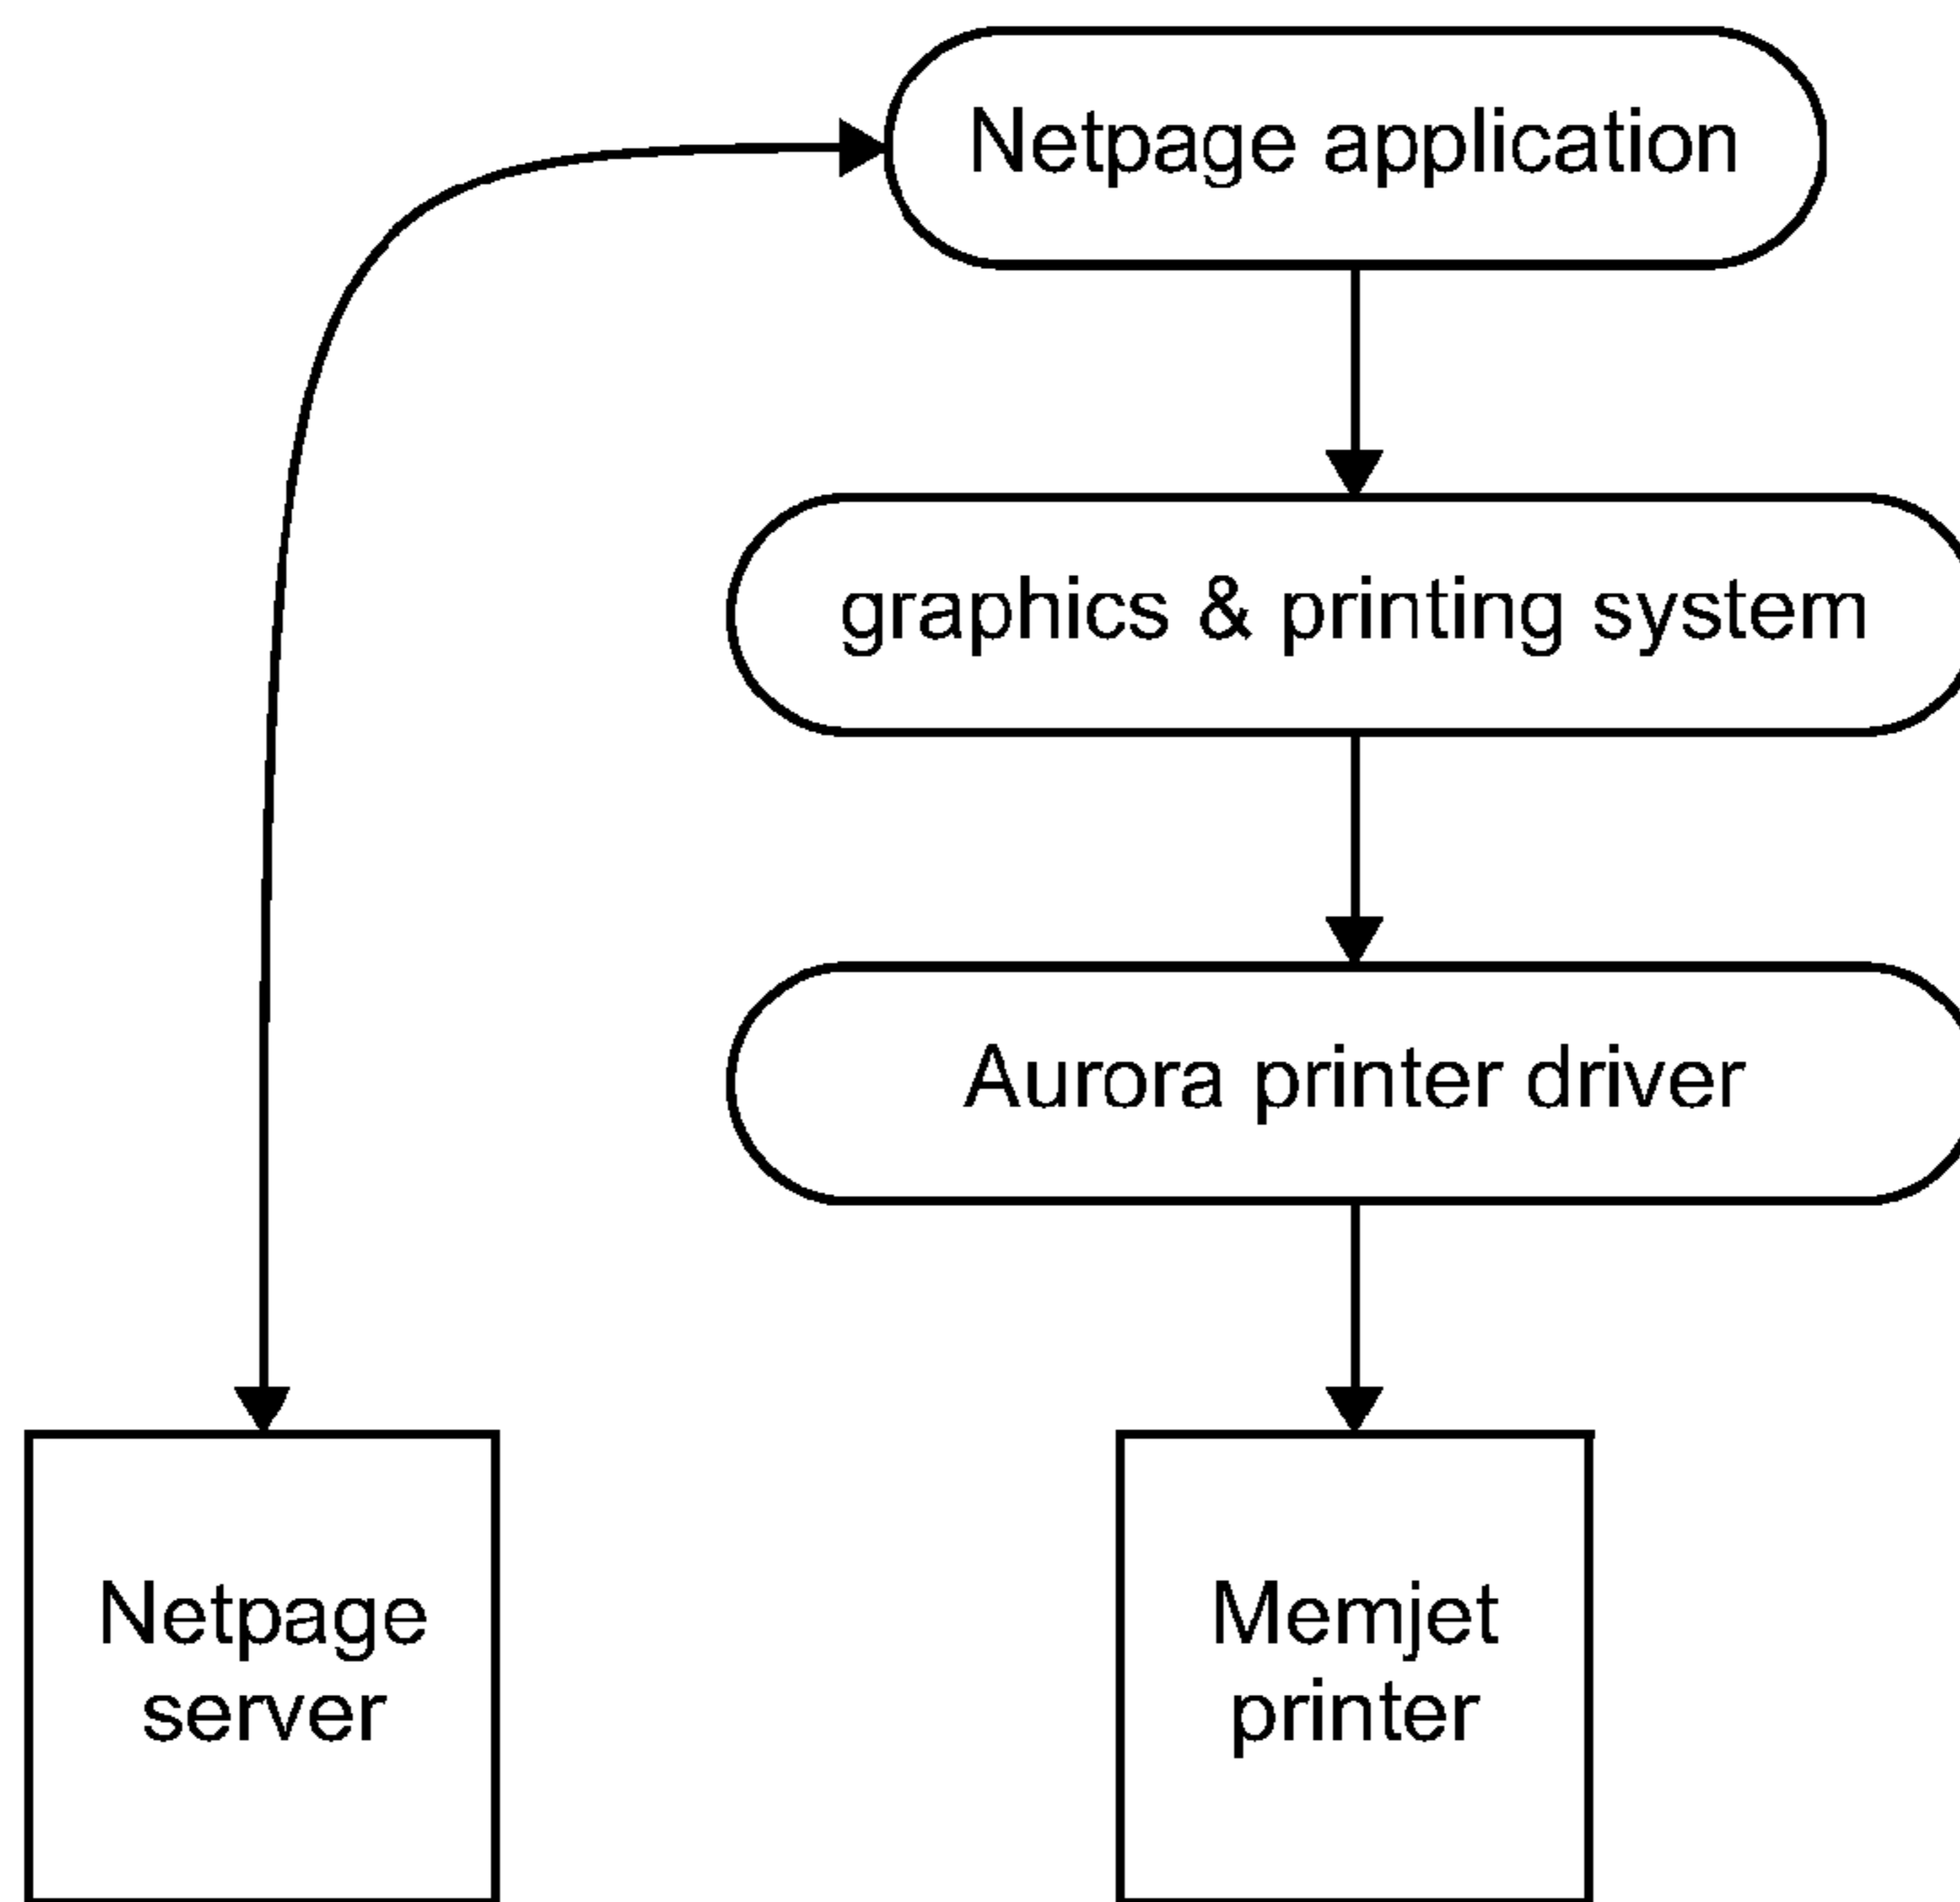 Netpage application
graphics & printing system
Aurora printer driver
Netpage
server
Memjet
printer